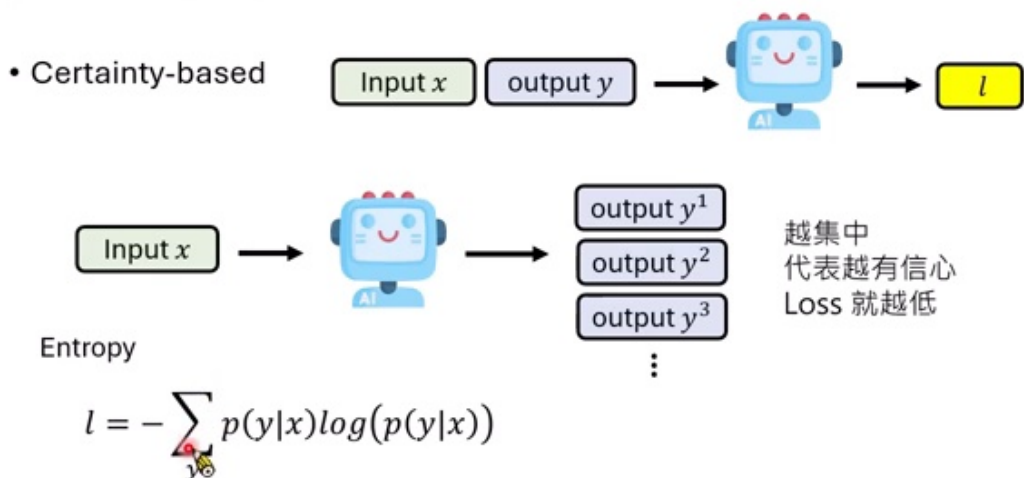 • Certainty-based
Input x
output y
AI
l
Input x
AI
output y¹
output y²
output y³
⋮
越集中
代表越有信心
Loss 就越低
Entropy
l = − ∑ p(y|x)log(p(y|x))
y